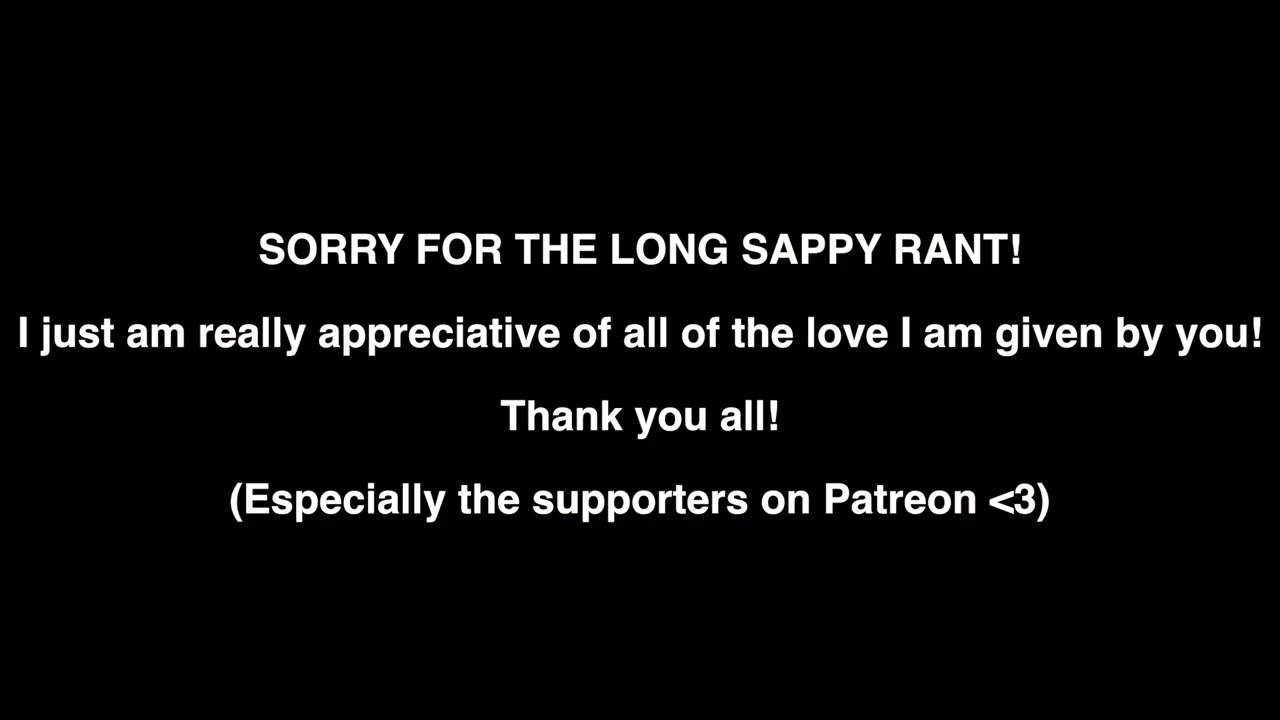 SORRY FOR THE LONG SAPPY RANT!
I just am really appreciative of all of the love I am given by you!
Thank you all!
(Especially the supporters on Patreon <3)